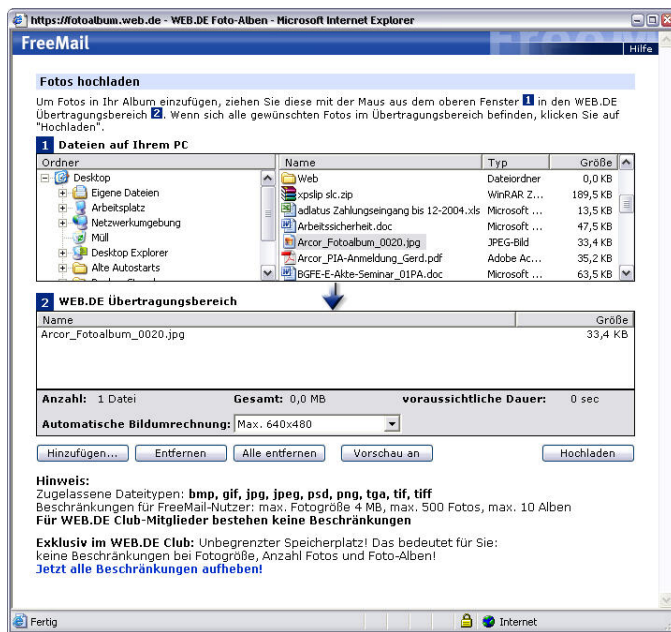 https://fotoalbum.web.de - WEB.DE Foto-Alben - Microsoft Internet Explorer
FreeMail
Hilfe
Fotos hochladen
Um Fotos in Ihr Album einzufügen, ziehen Sie diese mit der Maus aus dem oberen Fenster 1 in den WEB.DE
Übertragungsbereich 2. Wenn sich alle gewünschten Fotos im Übertragungsbereich befinden, klicken Sie auf
"Hochladen".
1 Dateien auf Ihrem PC
Ordner
Desktop
Eigene Dateien
Arbeitsplatz
Netzwerkumgebung
Müll
Desktop Explorer
Alte Autostarts
Name Typ Größe
Web Dateiordner 0,0 KB
xpslip slc.zip WinRAR Z... 189,5 KB
adlatus Zahlungseingang bis 12-2004.xls Microsoft ... 13,5 KB
Arbeitssicherheit.doc Microsoft ... 47,5 KB
Arcor_Fotoalbum_0020.jpg JPEG-Bild 33,4 KB
Arcor_PIA-Anmeldung_Gerd.pdf Adobe Ac... 35,2 KB
BGFE-E-Akte-Seminar_01PA.doc Microsoft ... 63,5 KB
2 WEB.DE Übertragungsbereich
Name Größe
Arcor_Fotoalbum_0020.jpg 33,4 KB
Anzahl: 1 Datei Gesamt: 0,0 MB voraussichtliche Dauer: 0 sec
Automatische Bildumrechnung: Max. 640x480
Hinzufügen... Entfernen Alle entfernen Vorschau an Hochladen
Hinweis:
Zugelassene Dateitypen: bmp, gif, jpg, jpeg, psd, png, tga, tif, tiff
Beschränkungen für FreeMail-Nutzer: max. Fotogröße 4 MB, max. 500 Fotos, max. 10 Alben
Für WEB.DE Club-Mitglieder bestehen keine Beschränkungen
Exklusiv im WEB.DE Club: Unbegrenzter Speicherplatz! Das bedeutet für Sie:
keine Beschränkungen bei Fotogröße, Anzahl Fotos und Foto-Alben!
Jetzt alle Beschränkungen aufheben!
Fertig Internet